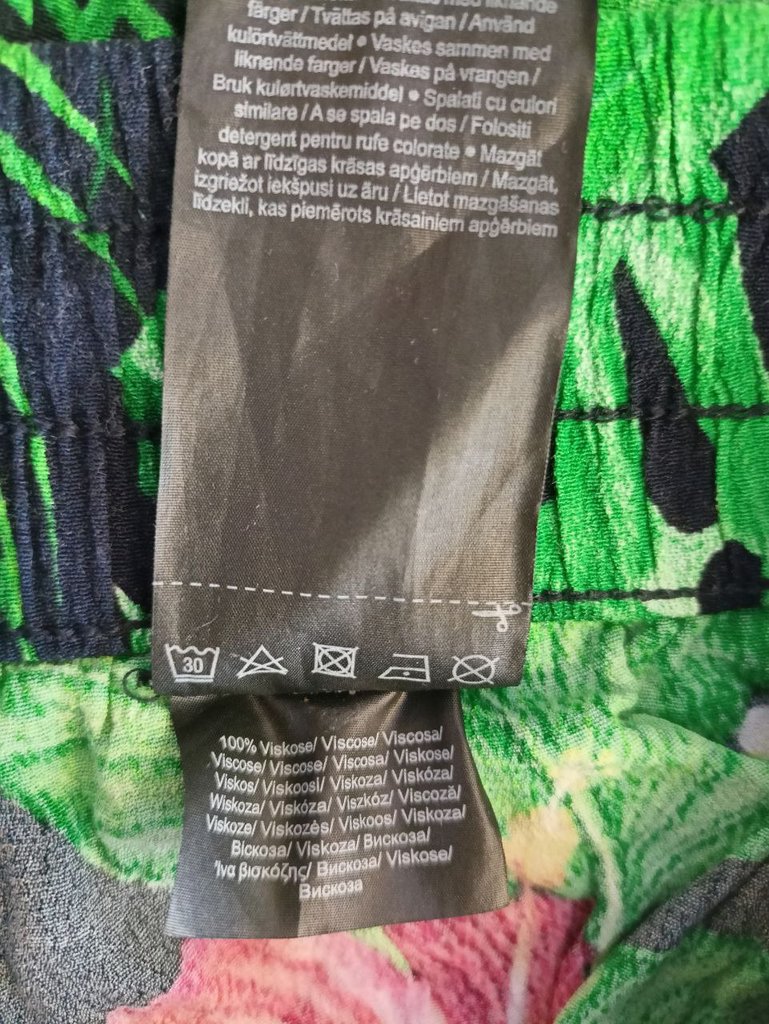 liknende
färger / Tvättas på avigan / Använd
kulörtvättmedel • Vaskes sammen med
liknende farger / Vaskes på vrangen /
Bruk kulørtvaskemiddel • Spalati cu culori
similare / A se spala pe dos / Folositi
detergent pentru rufe colorate • Mazgāt
kopā ar līdzīgas krāsas apģērbiem / Mazgāt,
izgriežot iekšpusi uz āru / Lietot mazgāšanas
līdzekli, kas piemērots krāsainiem apģērbiem
30
100% Viskose/ Viscose/ Viscosa/
Viscose/ Viscose/ Viscosa/ Viskose/
Viskos/ Viskoosi/ Viskoza/ Viskóza/
Wiskoza/ Viskóza/ Viszkóz/ Viscoză/
Viskoze/ Viskozės/ Viskoos/ Viskoza/
Віскоза/ Viskoza/ Вискоза/
Ίνα βισκόζης/ Вискоза/ Viskose/
Вискоза